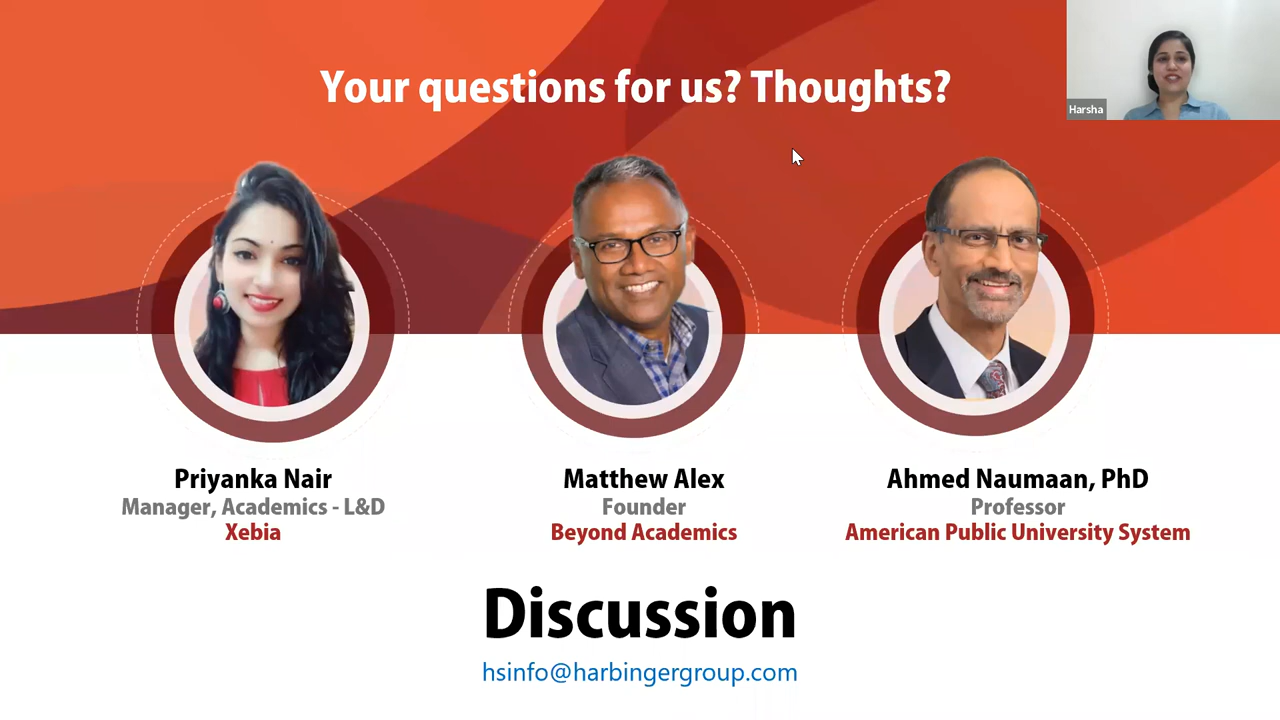 Your questions for us? Thoughts?
Harsha
Priyanka Nair
Manager, Academics - L&D
Xebia
Matthew Alex
Founder
Beyond Academics
Ahmed Naumaan, PhD
Professor
American Public University System
Discussion
hsinfo@harbingergroup.com